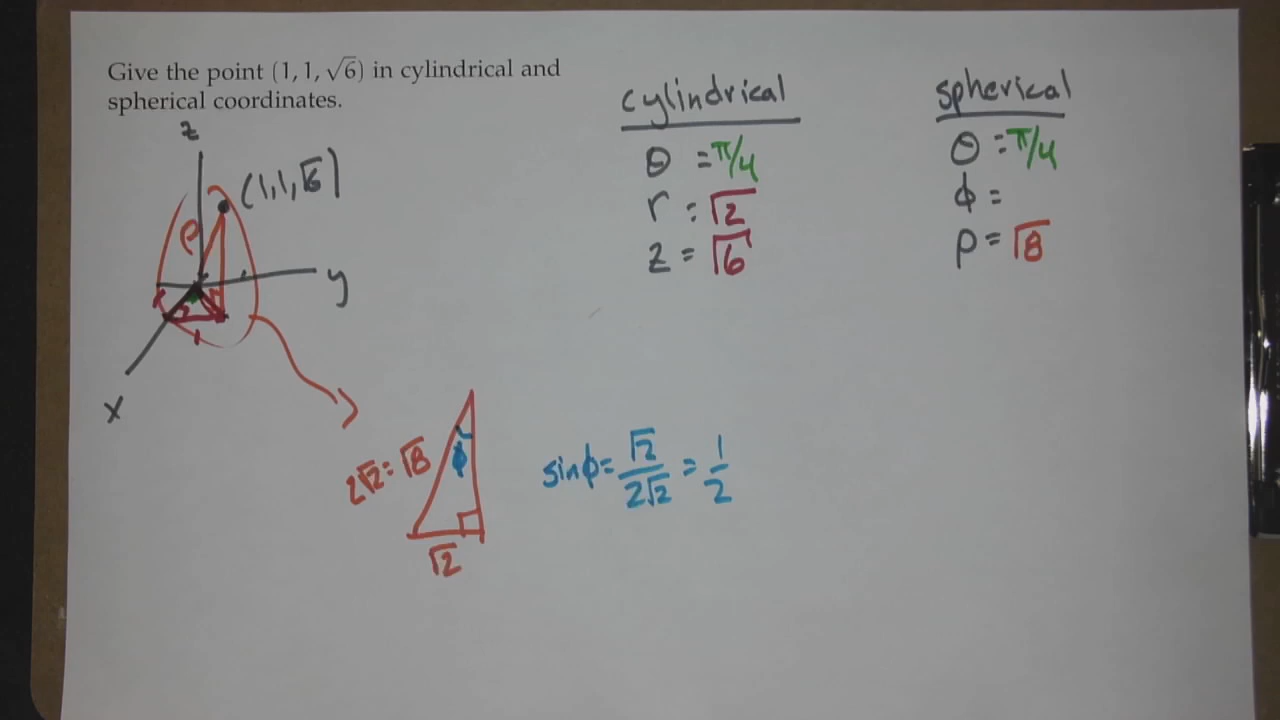 Give the point (1, 1, √6) in cylindrical and
spherical coordinates.
z
(1,1,√6)
ρ
y
1
x
cylindrical
θ = π/4
r = √2
z = √6
spherical
θ = π/4
ϕ =
ρ = √8
2√2 = √8
ϕ
√2
sinϕ = √2/2√2 = 1/2